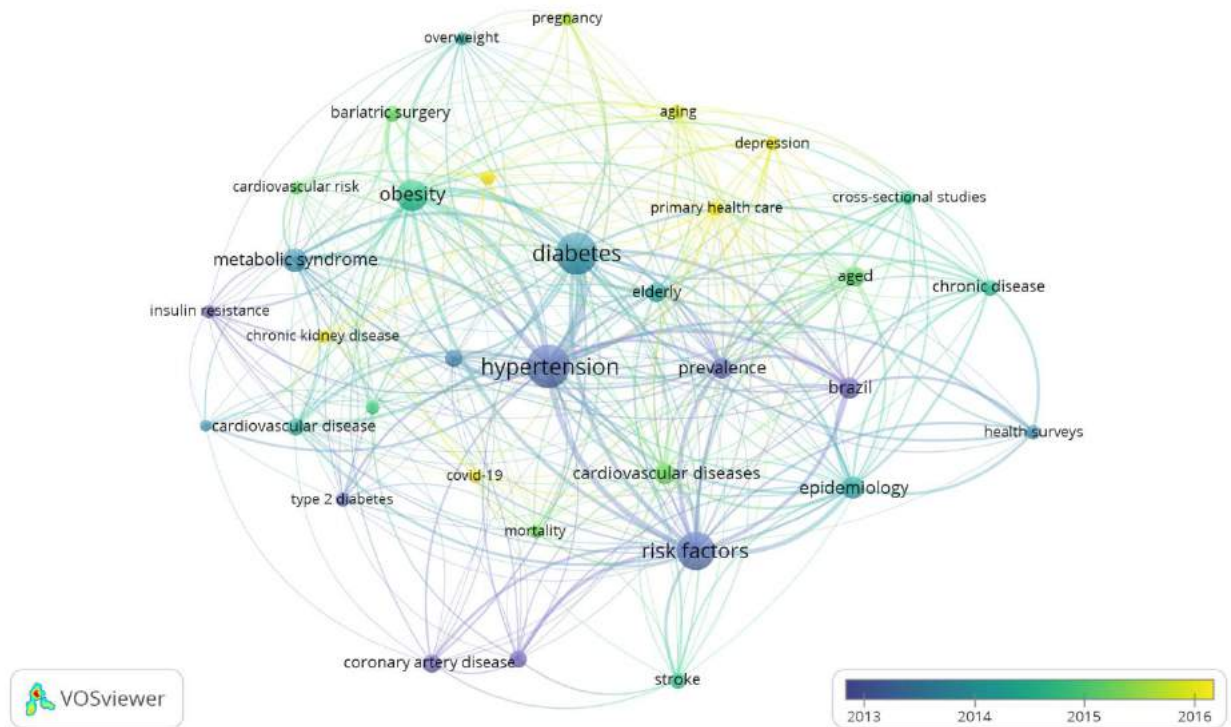 pregnancy
overweight
bariatric surgery
aging
depression
cardiovascular risk
obesity
primary health care
cross-sectional studies
diabetes
metabolic syndrome
elderly
aged
chronic disease
insulin resistance
chronic kidney disease
hypertension
prevalence
brazil
cardiovascular disease
health surveys
covid-19
cardiovascular diseases
epidemiology
type 2 diabetes
mortality
risk factors
coronary artery disease
stroke
VOSviewer
2013 2014 2015 2016